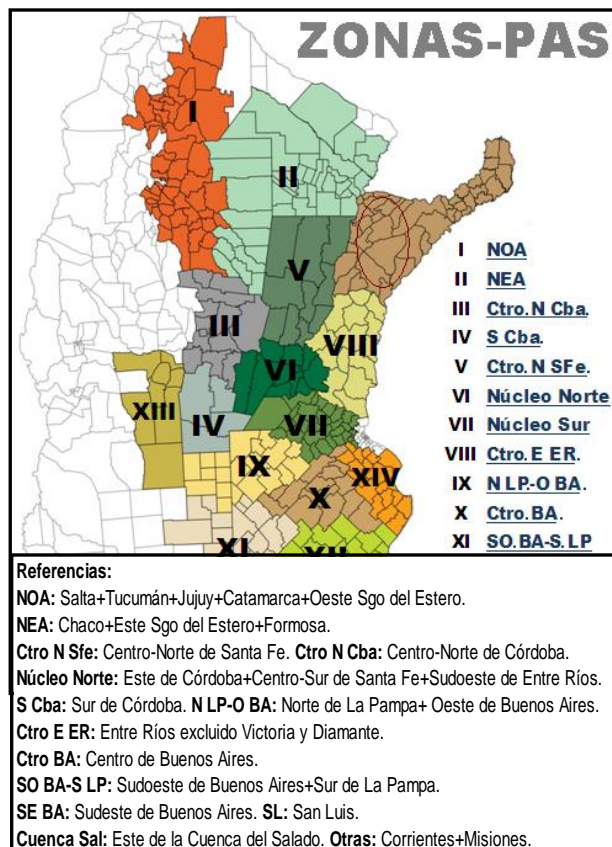 ZONAS-PAS
I
II
V
III
VIII
VI
XIII
IV
VII
IX
XIV
X
XI
XII
I NOA
II NEA
III Ctro.N Cba.
IV S Cba.
V Ctro.N SFe.
VI Núcleo Norte
VII Núcleo Sur
VIII Ctro.E ER.
IX N LP.-O BA.
X Ctro.BA.
XI SO.BA-S.LP
Referencias:
NOA: Salta+Tucumán+Jujuy+Catamarca+Oeste Sgo del Estero.
NEA: Chaco+Este Sgo del Estero+Formosa.
Ctro N Sfe: Centro-Norte de Santa Fe. Ctro N Cba: Centro-Norte de Córdoba.
Núcleo Norte: Este de Córdoba+Centro-Sur de Santa Fe+Sudoeste de Entre Ríos.
S Cba: Sur de Córdoba. N LP-O BA: Norte de La Pampa+ Oeste de Buenos Aires.
Ctro E ER: Entre Ríos excluido Victoria y Diamante.
Ctro BA: Centro de Buenos Aires.
SO BA-S LP: Sudoeste de Buenos Aires+Sur de La Pampa.
SE BA: Sudeste de Buenos Aires. SL: San Luis.
Cuenca Sal: Este de la Cuenca del Salado. Otras: Corrientes+Misiones.